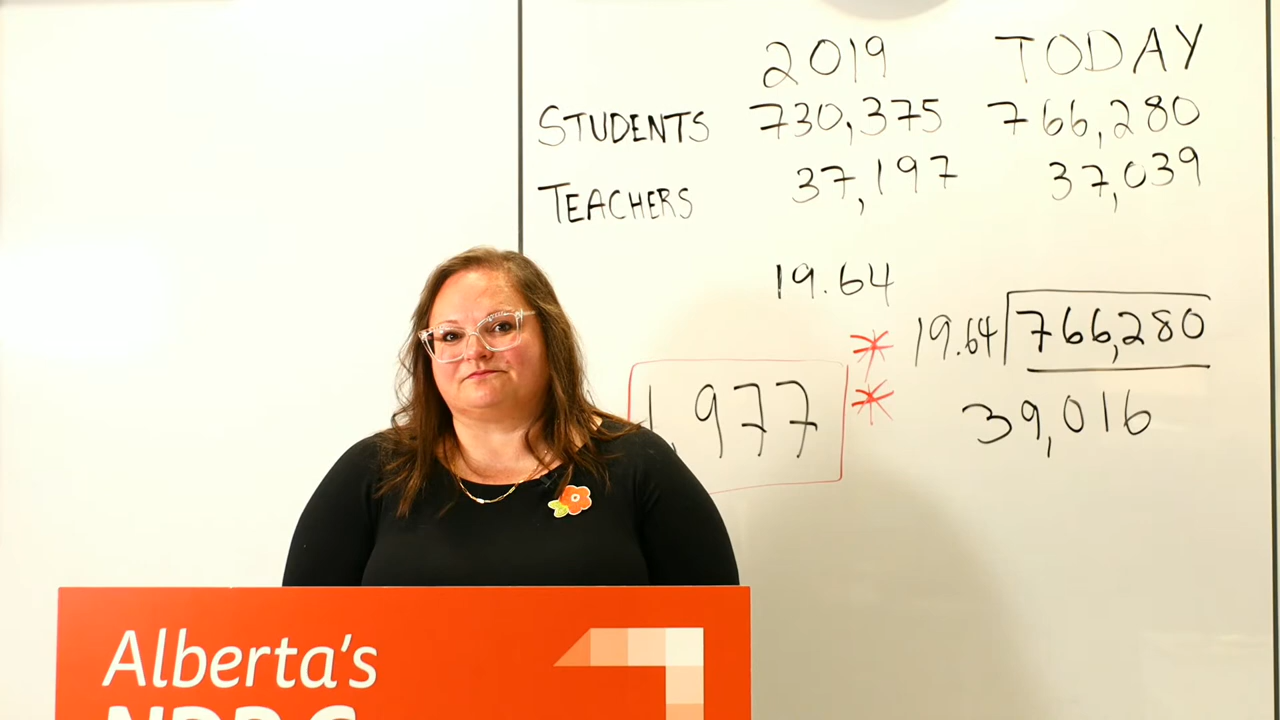 2019 TODAY
STUDENTS 730,375 766,280
TEACHERS 37,197 37,039
19.64
19.64 766,280
1,977 39,016
Alberta's